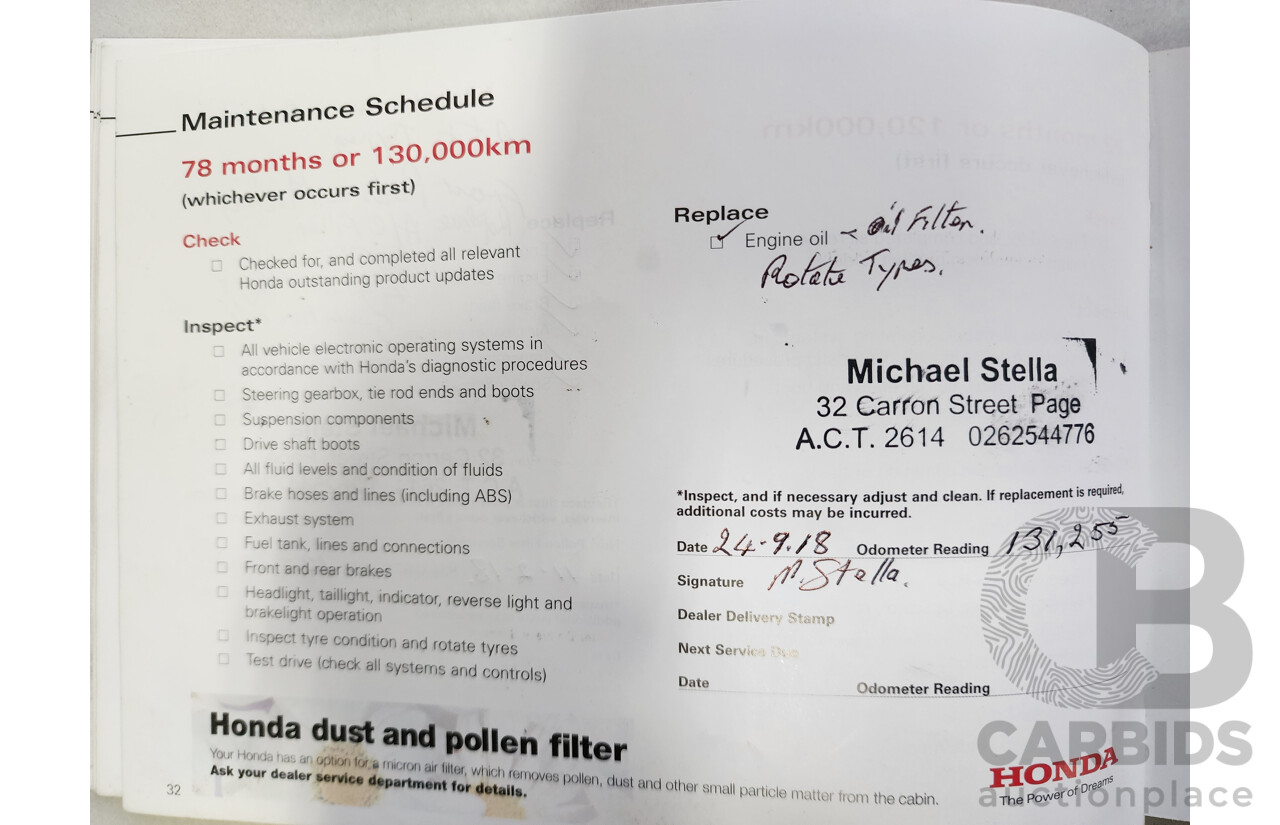 Maintenance Schedule
78 months or 130,000km
(whichever occurs first)
Check
Checked for, and completed all relevant
Honda outstanding product updates
Inspect*
All vehicle electronic operating systems in
accordance with Honda's diagnostic procedures
Steering gearbox, tie rod ends and boots
Suspension components
Drive shaft boots
All fluid levels and condition of fluids
Brake hoses and lines (including ABS)
Exhaust system
Fuel tank, lines and connections
Front and rear brakes
Headlight, taillight, indicator, reverse light and
brakelight operation
Inspect tyre condition and rotate tyres
Test drive (check all systems and controls)
Replace
Engine oil - oil Filter.
Rotate Types.
Michael Stella
32 Carron Street Page
A.C.T. 2614 0262544776
*Inspect, and if necessary adjust and clean. If replacement is required,
additional costs may be incurred.
Date 24-9.18 Odometer Reading 131,255
Signature M. Stella.
Dealer Delivery Stamp
Next Service Due
Date Odometer Reading
Honda dust and pollen filter
Your Honda has an option for a micron air filter, which removes pollen, dust and other small particle matter from the cabin.
Ask your dealer service department for details.
32
HONDA
The Power of Dreams
CB
CARBIDS
auctionplace